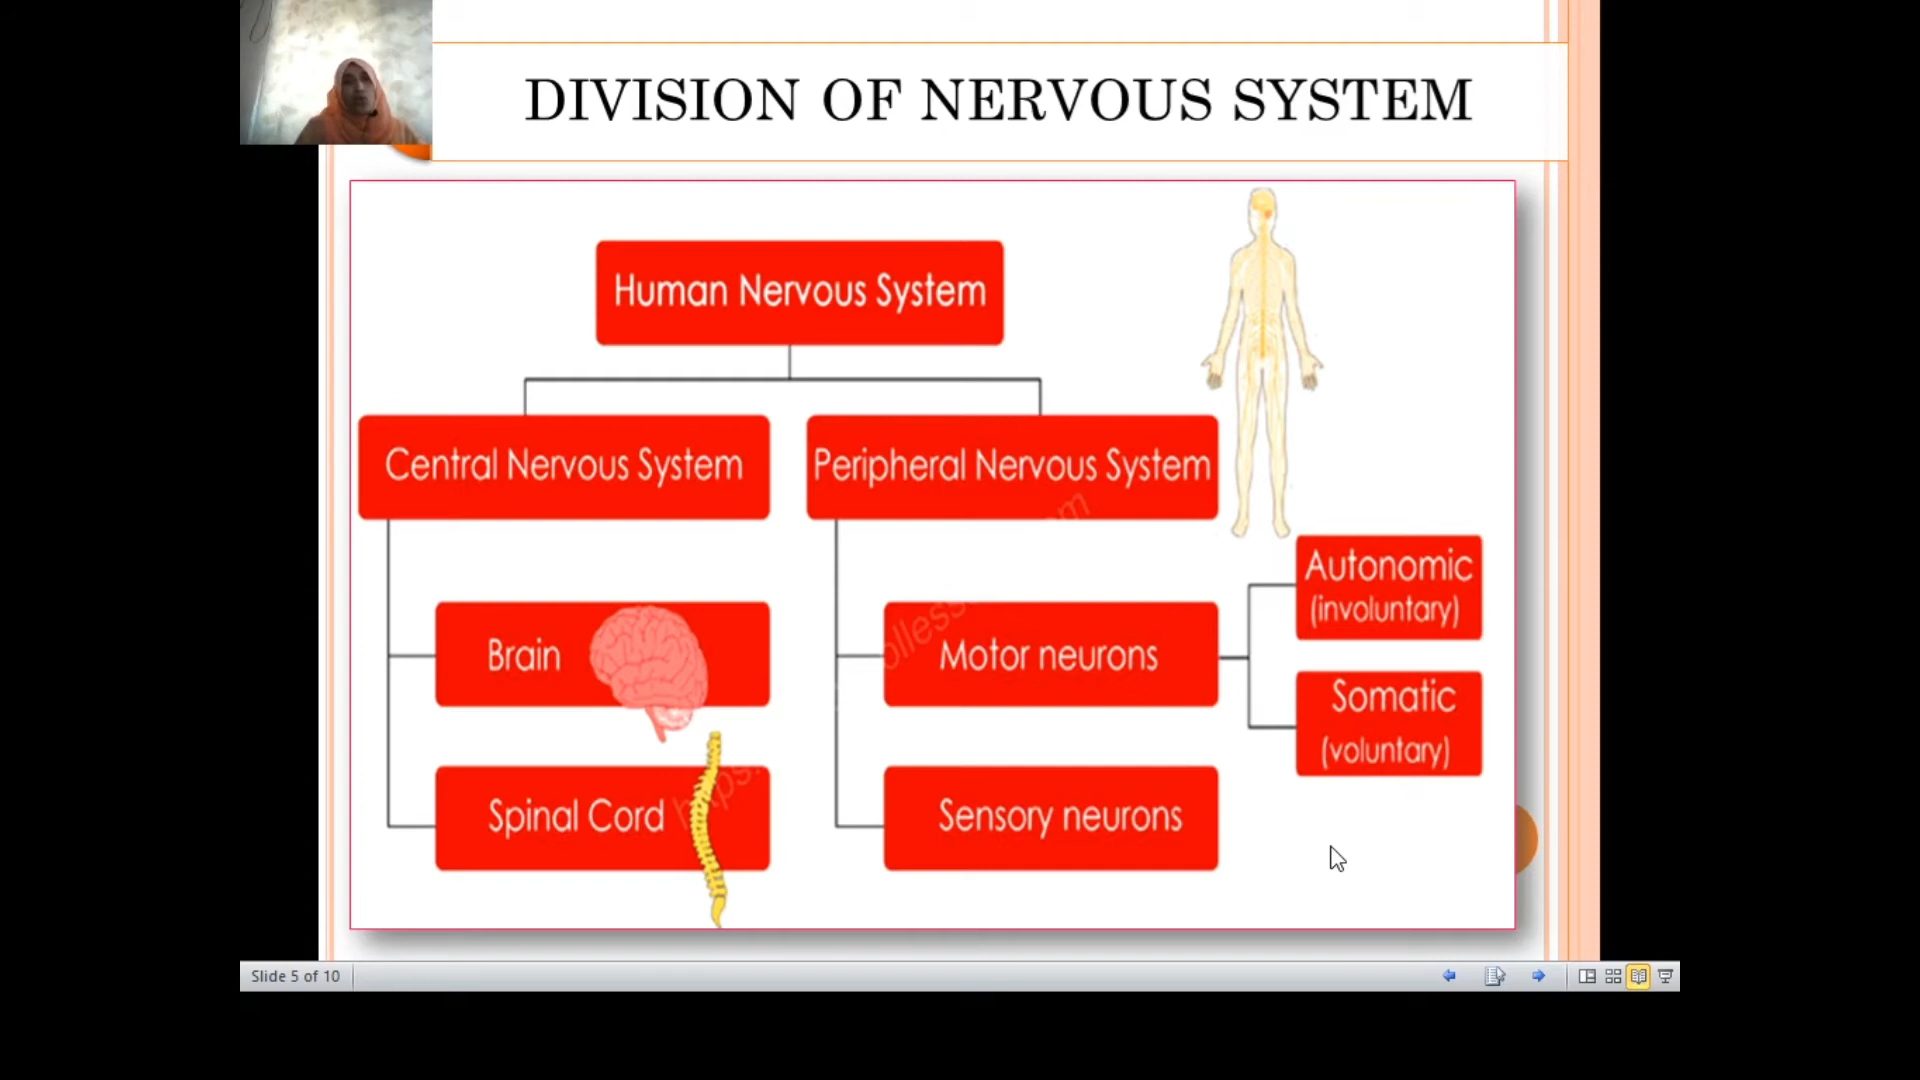 DIVISION OF NERVOUS SYSTEM
Human Nervous System
Central Nervous System
Peripheral Nervous System
Brain
Spinal Cord
Motor neurons
Sensory neurons
Autonomic
(involuntary)
Somatic
(voluntary)
Slide 5 of 10